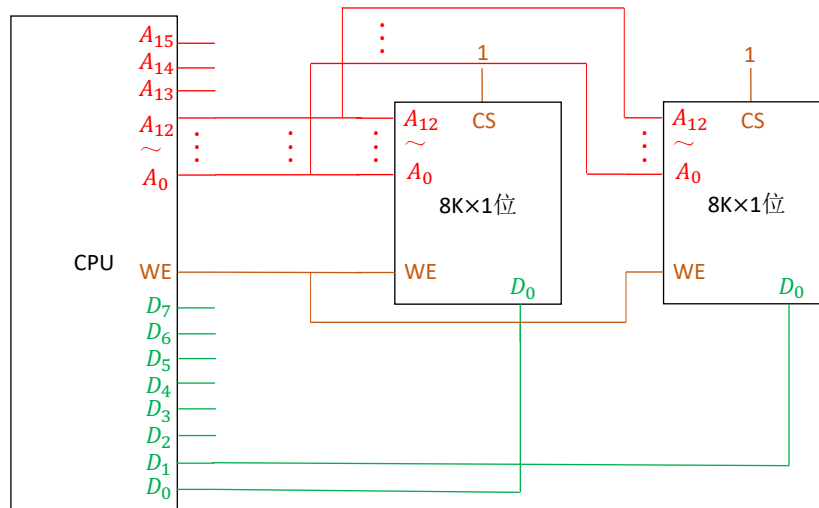 A₁₅
A₁₄
A₁₃
A₁₂
~
A₀
CPU
WE
D₇
D₆
D₅
D₄
D₃
D₂
D₁
D₀
1
CS
A₁₂
~
A₀
8K×1位
WE
D₀
1
CS
A₁₂
~
A₀
8K×1位
WE
D₀